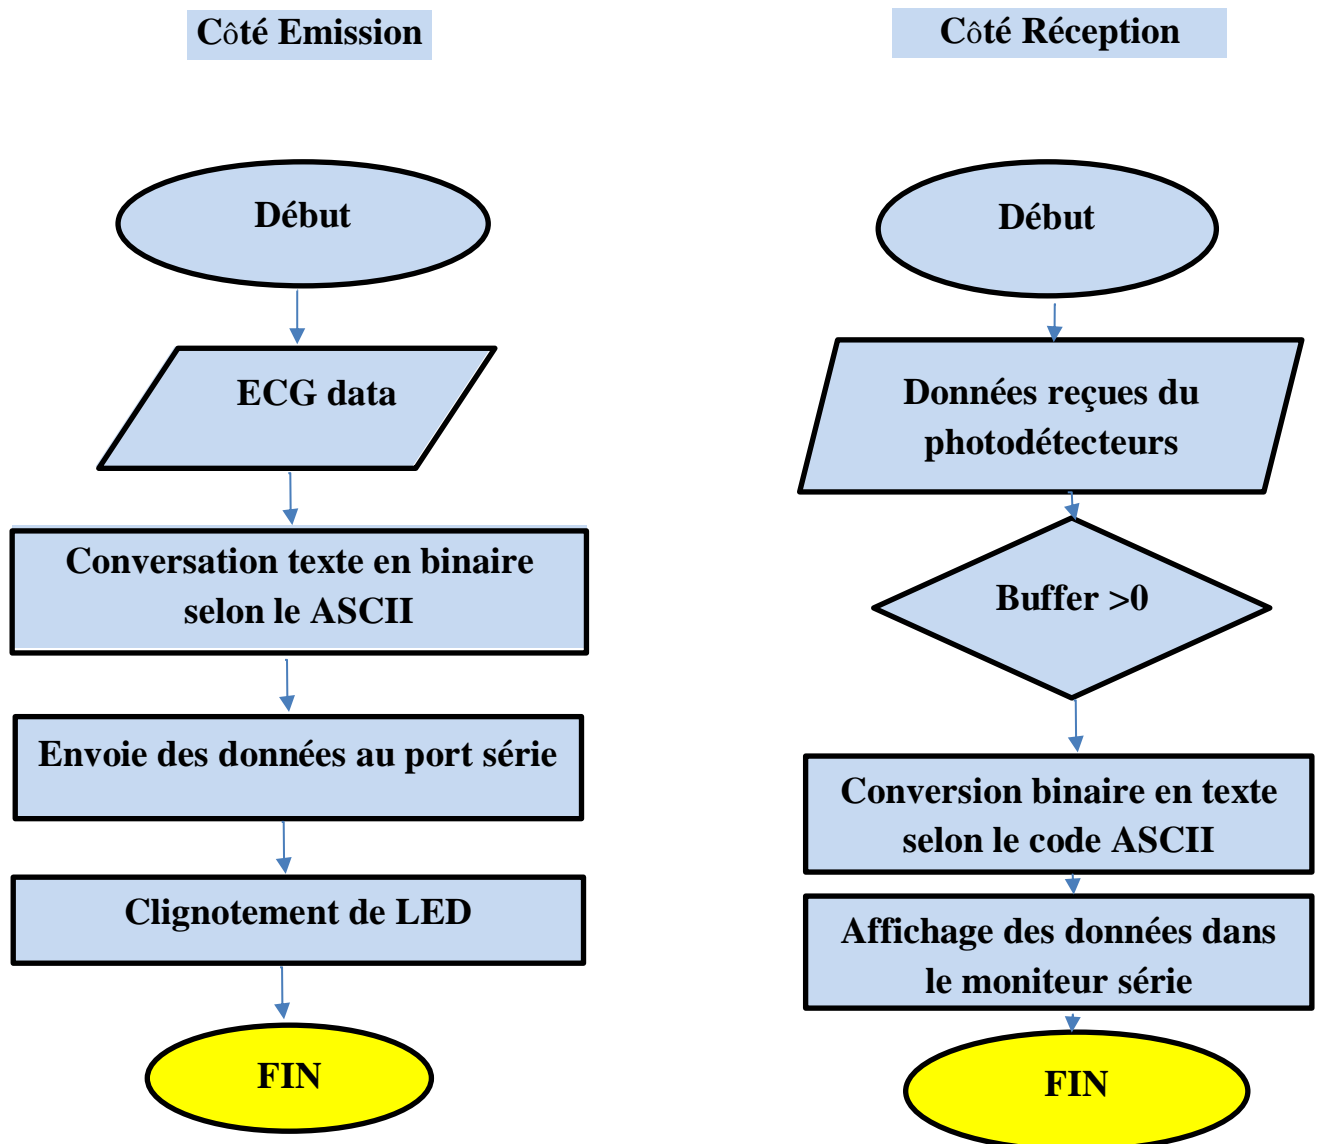 Côté Emission
Début
ECG data
Conversation texte en binaire
selon le ASCII
Envoie des données au port série
Clignotement de LED
FIN
Côté Réception
Début
Données reçues du
photodétecteurs
Buffer >0
Conversion binaire en texte
selon le code ASCII
Affichage des données dans
le moniteur série
FIN